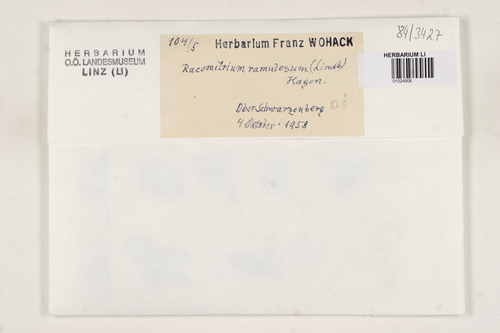 HERBARIUM
O.Ö. LANDESMUSEUM
LINZ (LI)
104/5 Herbarium Franz WOHACK
Racomitrium ramulosum (Lindb)
Hagen.
Oberschwarzenberg OÖ
4 Oktober 1958
84/3427
HERBARIUM LI